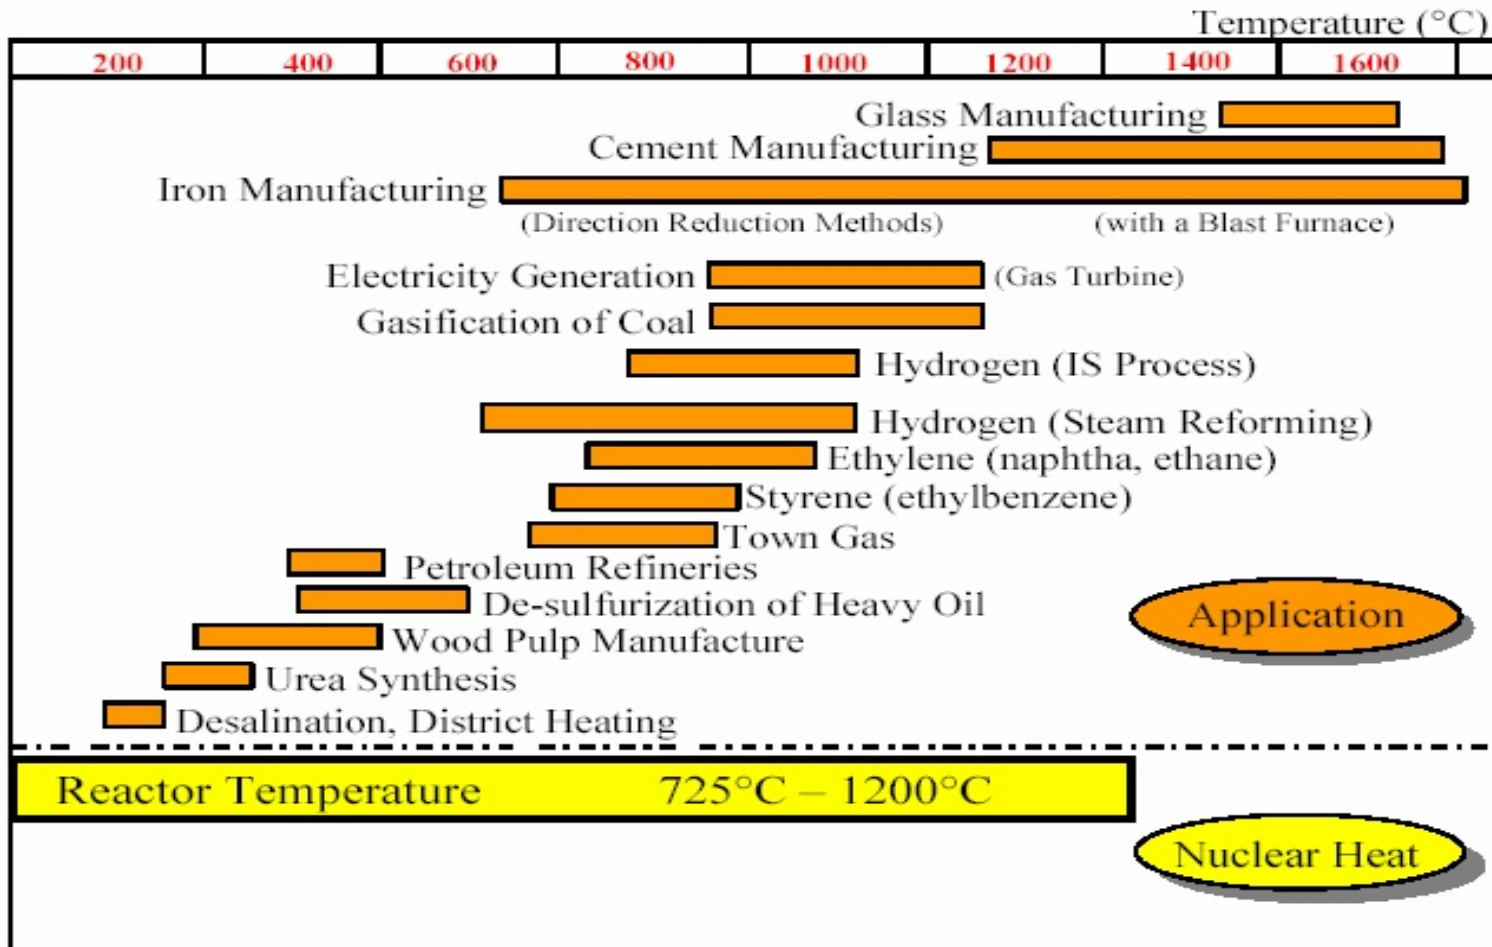 Temperature (°C)
200 400 600 800 1000 1200 1400 1600
Glass Manufacturing
Cement Manufacturing
Iron Manufacturing
(Direction Reduction Methods) (with a Blast Furnace)
Electricity Generation (Gas Turbine)
Gasification of Coal
Hydrogen (IS Process)
Hydrogen (Steam Reforming)
Ethylene (naphtha, ethane)
Styrene (ethylbenzene)
Town Gas
Petroleum Refineries
De-sulfurization of Heavy Oil
Application
Wood Pulp Manufacture
Urea Synthesis
Desalination, District Heating
Reactor Temperature 725°C – 1200°C
Nuclear Heat